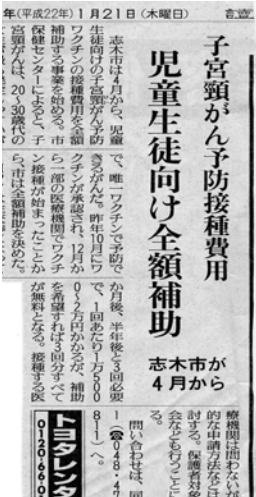 年(平成22年)1月21日(木曜日)
子宮頸がん予防接種費用
児童生徒向け全額補助
志木市が
4月から
志木市は4月から、児童
生徒向けの子宮頸がん予防
ワクチンの接種費用を全額
補助する事業を始める。市
保健センターによると、子
宮頸がんは、20〜30歳代の
で、唯一ワクチンで予防で
きるがんだ。昨年10月にワ
クチンが承認され、12月か
ら一部の医療機関でワクチ
ン接種が始まったことか
ら、市は全額補助を決めた。
か月後、半年後と3回必要
で、1回あたり1万500
0〜2万円かかるが、補助
を希望すれば3回分すべて
が無料となる。接種する医
療機関は問わないが
的な申請方法などは
討する。保護者対象
会なども行うことに
る。
問い合わせは、同
1(☎048・47
811)へ。
トヨタレンタ
0120・66・0